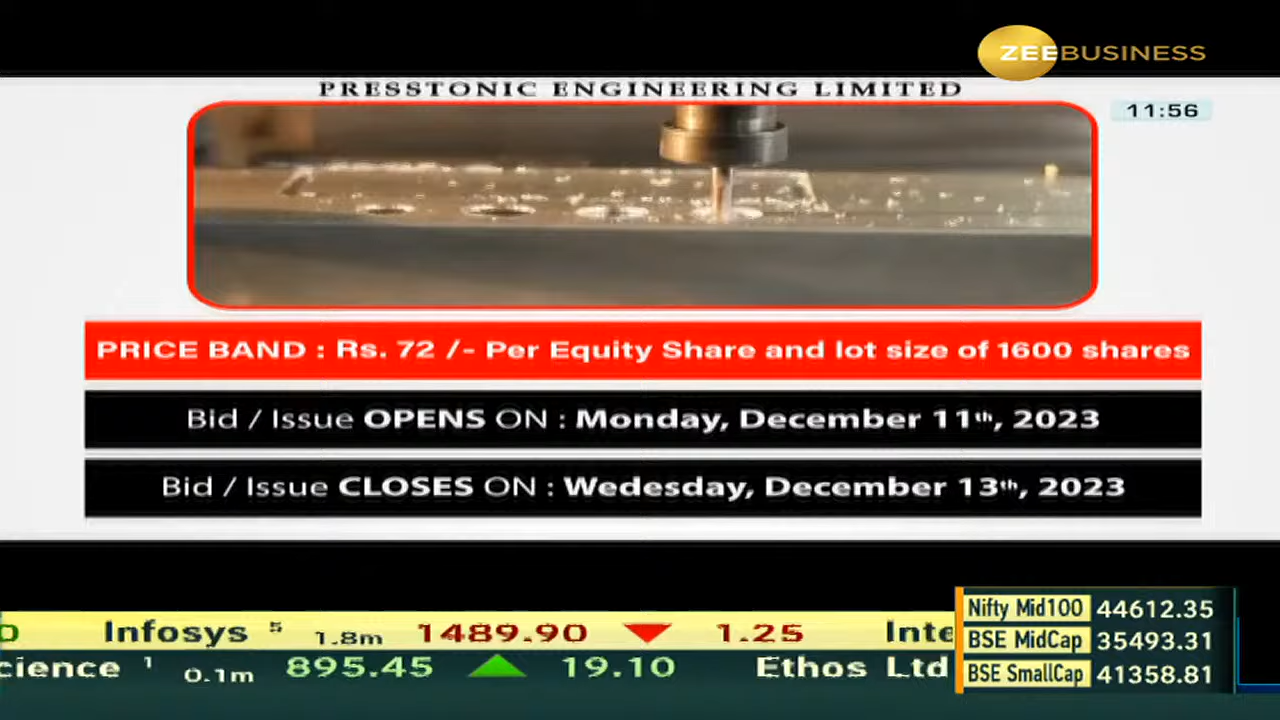 ZEEBUSINESS
PRESSTONIC ENGINEERING LIMITED
11:56
PRICE BAND : Rs. 72 /- Per Equity Share and lot size of 1600 shares
Bid / Issue OPENS ON : Monday, December 11th, 2023
Bid / Issue CLOSES ON : Wedesday, December 13th, 2023
Infosys 5 1.8m 1489.90 1.25 Inte
cience 1 0.1m 895.45 19.10 Ethos Ltd
Nifty Mid100 44612.35
BSE MidCap 35493.31
BSE SmallCap 41358.81